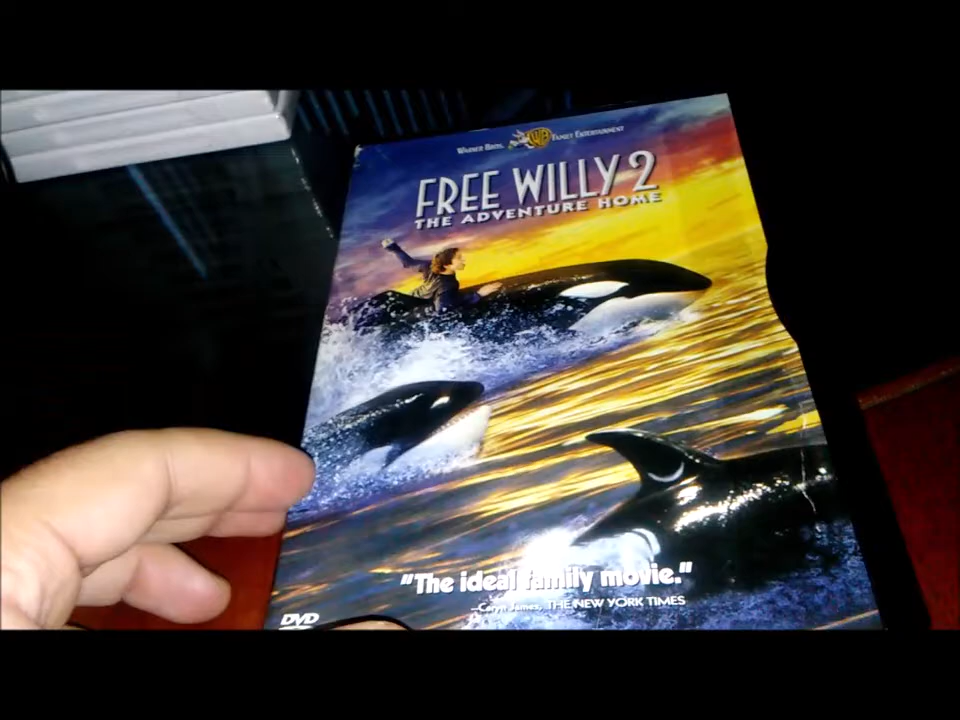 WARNER BROS. WB FAMILY ENTERTAINMENT
FREE WILLY 2
THE ADVENTURE HOME
"The ideal family movie."
—Caryn James, THE NEW YORK TIMES
DVD